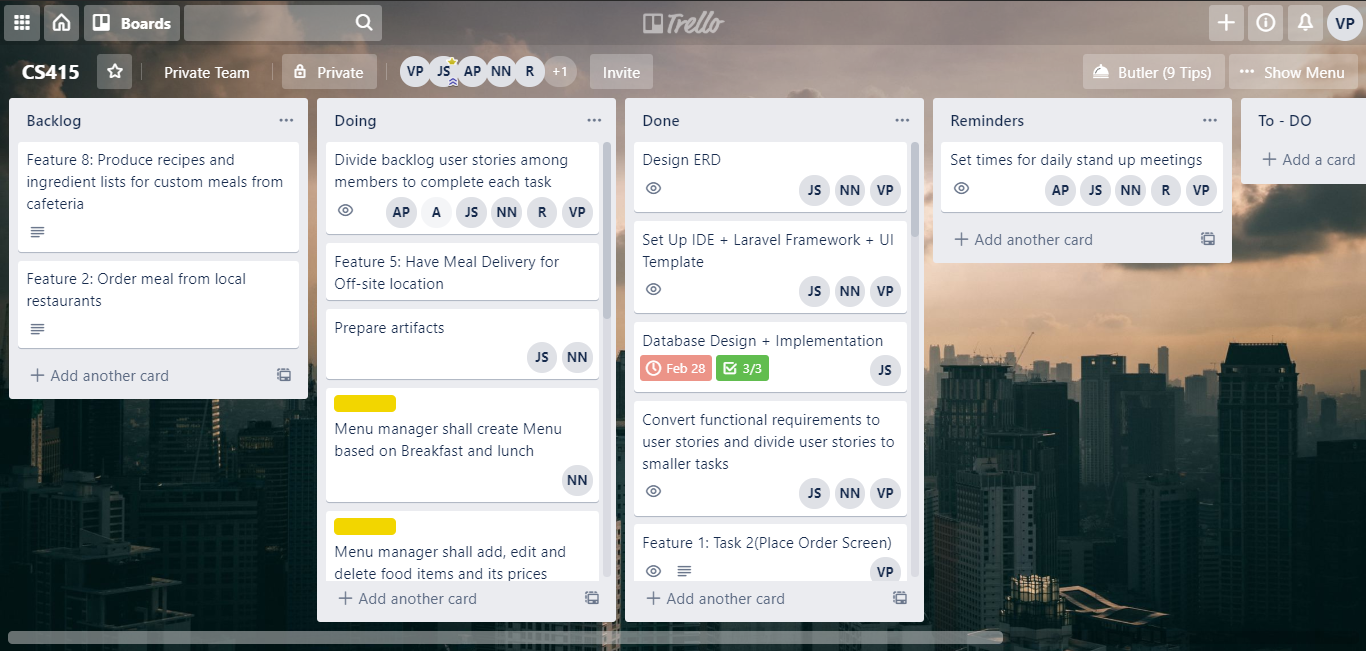 Boards
Trello
VP
CS415
Private Team
Private
VP JS AP NN R +1
Invite
Butler (9 Tips)
Show Menu
Backlog
Feature 8: Produce recipes and
ingredient lists for custom meals from
cafeteria
Feature 2: Order meal from local
restaurants
Add another card
Doing
Divide backlog user stories among
members to complete each task
AP A JS NN R VP
Feature 5: Have Meal Delivery for
Off-site location
Prepare artifacts
JS NN
Menu manager shall create Menu
based on Breakfast and lunch
NN
Menu manager shall add, edit and
delete food items and its prices
Add another card
Done
Design ERD
JS NN VP
Set Up IDE + Laravel Framework + UI
Template
JS NN VP
Database Design + Implementation
Feb 28 3/3 JS
Convert functional requirements to
user stories and divide user stories to
smaller tasks
JS NN VP
Feature 1: Task 2(Place Order Screen)
VP
Add another card
Reminders
Set times for daily stand up meetings
AP JS NN R VP
Add another card
To - DO
Add a card